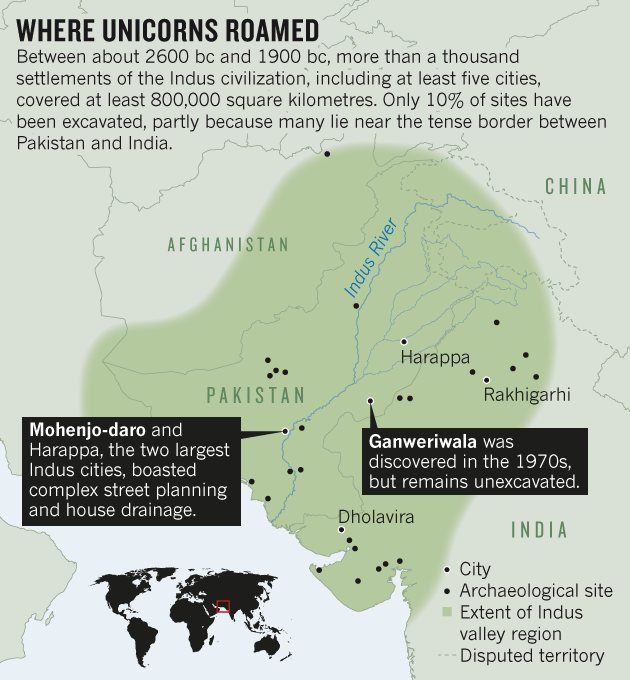 WHERE UNICORNS ROAMED
Between about 2600 bc and 1900 bc, more than a thousand
settlements of the Indus civilization, including at least five cities,
covered at least 800,000 square kilometres. Only 10% of sites have
been excavated, partly because many lie near the tense border between
Pakistan and India.
CHINA
AFGHANISTAN
Indus River
Harappa
PAKISTAN
Rakhigarhi
Mohenjo-daro and
Harappa, the two largest
Indus cities, boasted
complex street planning
and house drainage.
Ganweriwala was
discovered in the 1970s,
but remains unexcavated.
Dholavira
INDIA
City
Archaeological site
Extent of Indus
valley region
Disputed territory